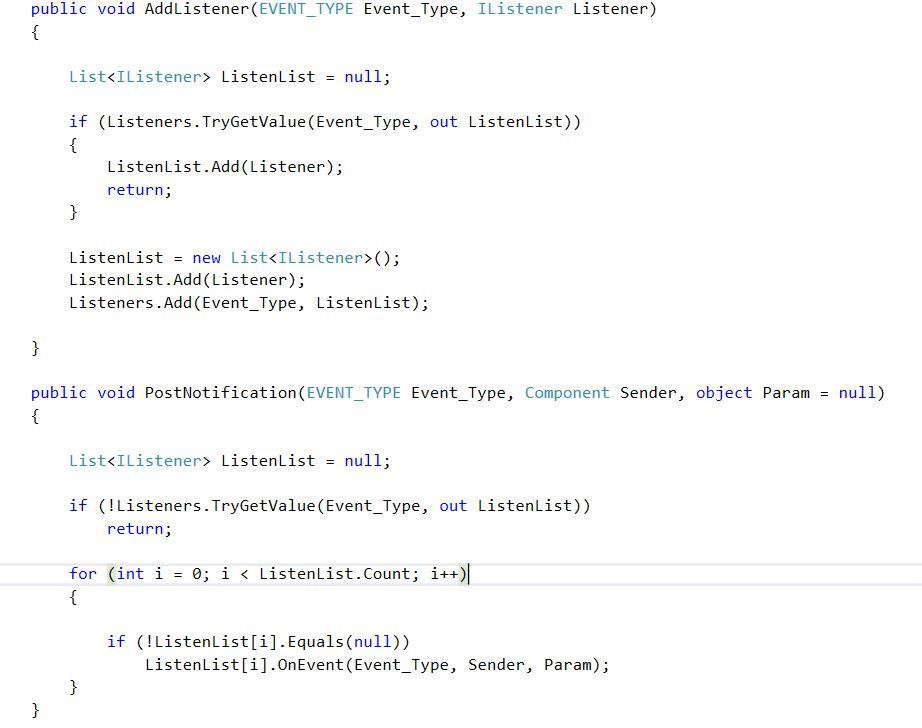 public void AddListener(EVENT_TYPE Event_Type, IListener Listener)
{
List<IListener> ListenList = null;
if (Listeners.TryGetValue(Event_Type, out ListenList))
{
ListenList.Add(Listener);
return;
}
ListenList = new List<IListener>();
ListenList.Add(Listener);
Listeners.Add(Event_Type, ListenList);
}
public void PostNotification(EVENT_TYPE Event_Type, Component Sender, object Param = null)
{
List<IListener> ListenList = null;
if (!Listeners.TryGetValue(Event_Type, out ListenList))
return;
for (int i = 0; i < ListenList.Count; i++)
{
if (!ListenList[i].Equals(null))
ListenList[i].OnEvent(Event_Type, Sender, Param);
}
}